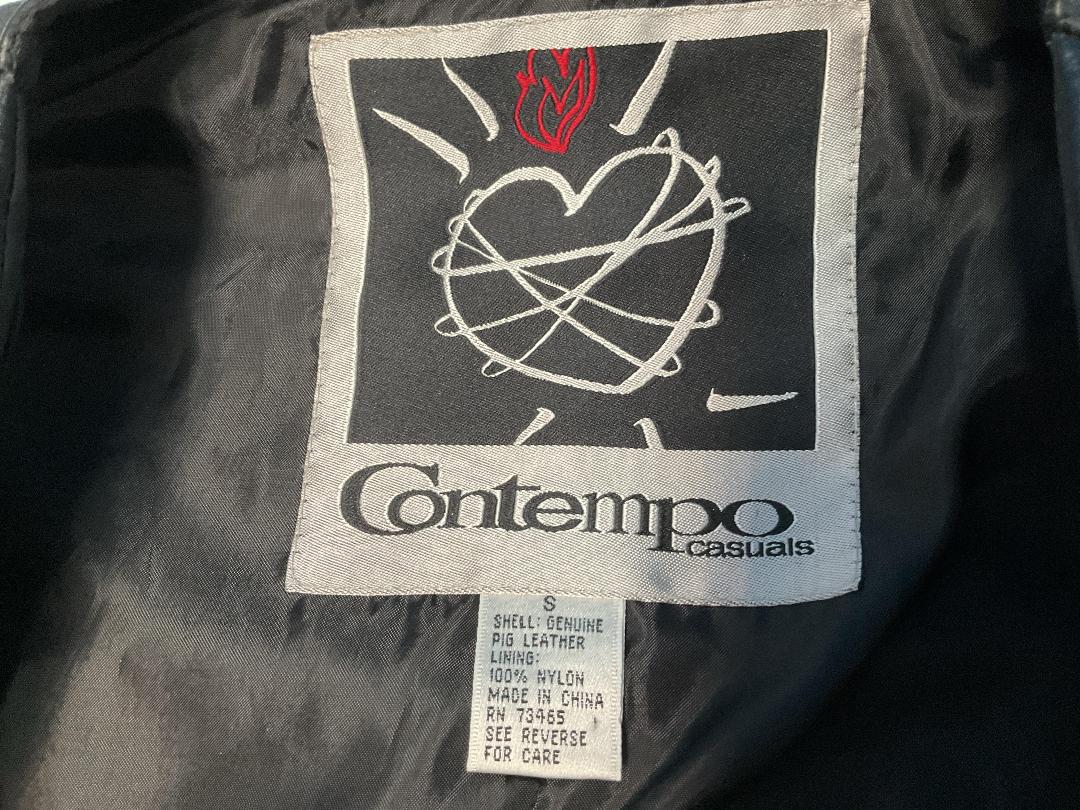 Contempo
casuals
S
SHELL: GENUINE
PIG LEATHER
LINING:
100% NYLON
MADE IN CHINA
RN 73465
SEE REVERSE
FOR CARE